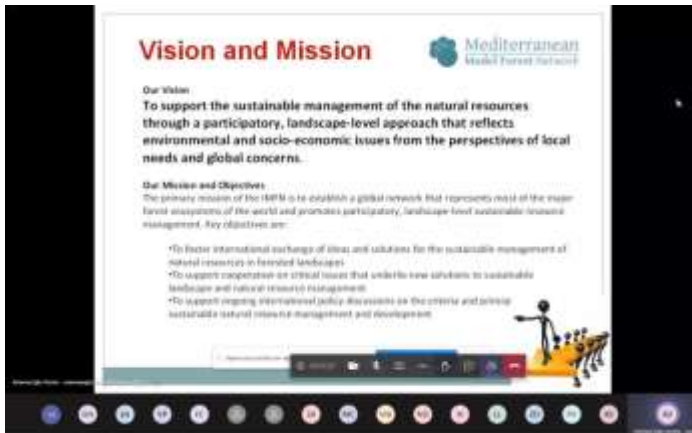 Vision and Mission
Mediterranean
Model Forest Network
Our Vision
To support the sustainable management of the natural resources
through a participatory, landscape-level approach that reflects
environmental and socio-economic issues from the perspectives of local
needs and global concerns.
Our Mission and Objectives
The primary mission of the IMFN is to establish a global network that represents most of the major
forest ecosystems of the world and promotes participatory, landscape-level sustainable resource
management. Key objectives are:
•To foster international exchange of ideas and solutions for the sustainable management of
natural resources in forested landscapes
•To support cooperation on critical issues that underlie new solutions to sustainable
landscape and natural resource management
•To support ongoing international policy discussions on the criteria and
sustainable natural resource management and development